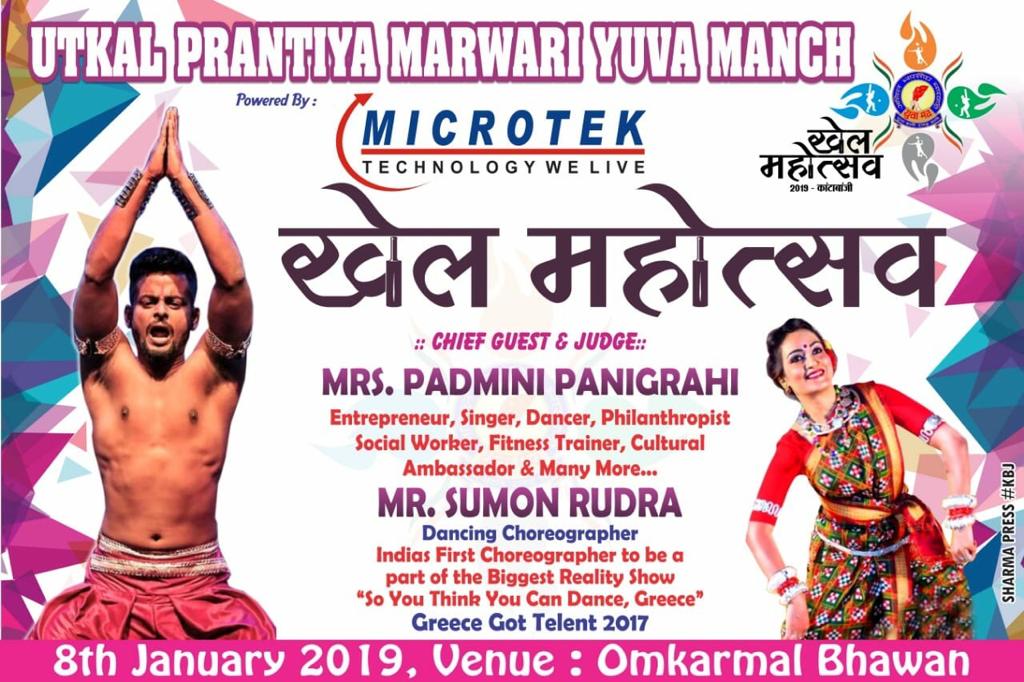 UTKAL PRANTIYA MARWARI YUVA MANCH
Powered By :
MICROTEK
TECHNOLOGY WE LIVE
खेल
महोत्सव
2019 - कांटाबांजी
खेल महोत्सव
:: CHIEF GUEST & JUDGE::
MRS. PADMINI PANIGRAHI
Entrepreneur, Singer, Dancer, Philanthropist
Social Worker, Fitness Trainer, Cultural
Ambassador & Many More...
MR. SUMON RUDRA
Dancing Choreographer
Indias First Choreographer to be a
part of the Biggest Reality Show
“So You Think You Can Dance, Greece”
Greece Got Telent 2017
SHARMA PRESS #KBJ
8th January 2019, Venue : Omkarmal Bhawan